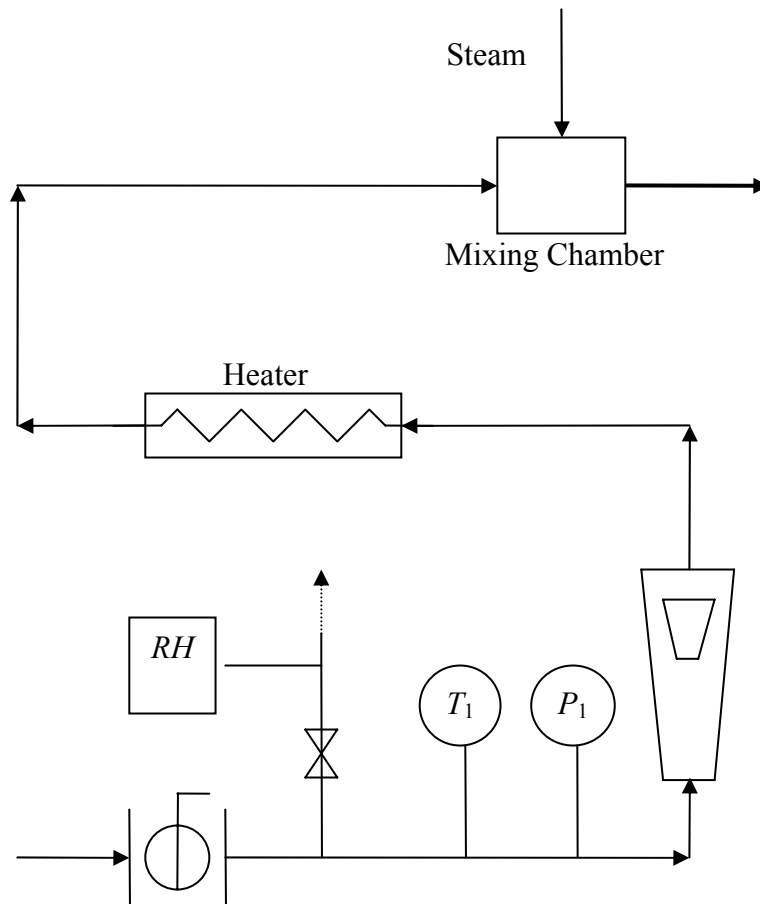 Steam
Mixing Chamber
Heater
RH
T₁
P₁